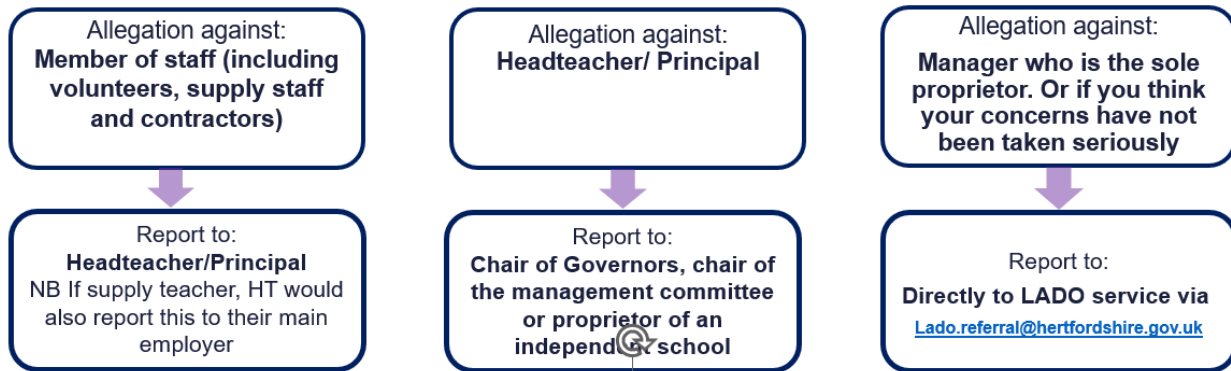 Allegation against:
Member of staff (including
volunteers, supply staff
and contractors)
Report to:
Headteacher/Principal
NB If supply teacher, HT would
also report this to their main
employer
Allegation against:
Headteacher/ Principal
Report to:
Chair of Governors, chair of
the management committee
or proprietor of an
independent school
Allegation against:
Manager who is the sole
proprietor. Or if you think
your concerns have not
been taken seriously
Report to:
Directly to LADO service via
Lado.referral@hertfordshire.gov.uk